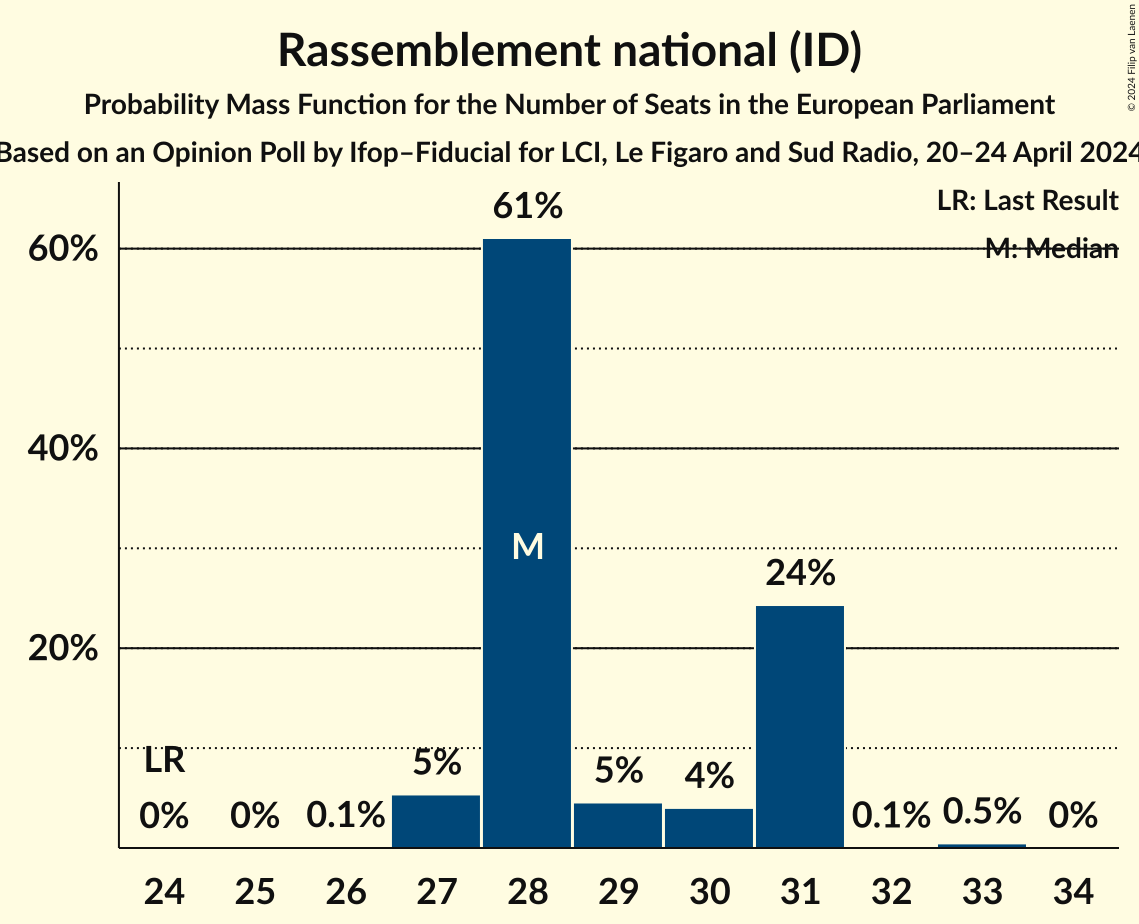 Rassemblement national (ID)
Probability Mass Function for the Number of Seats in the European Parliament
Based on an Opinion Poll by Ifop–Fiducial for LCI, Le Figaro and Sud Radio, 20–24 April 2024
© 2024 Filip van Laenen
LR: Last Result
M: Median
60%
40%
20%
61%
M
24%
LR
5%
5%
4%
0%
0%
0.1%
0.1%
0.5%
0%
24 25 26 27 28 29 30 31 32 33 34